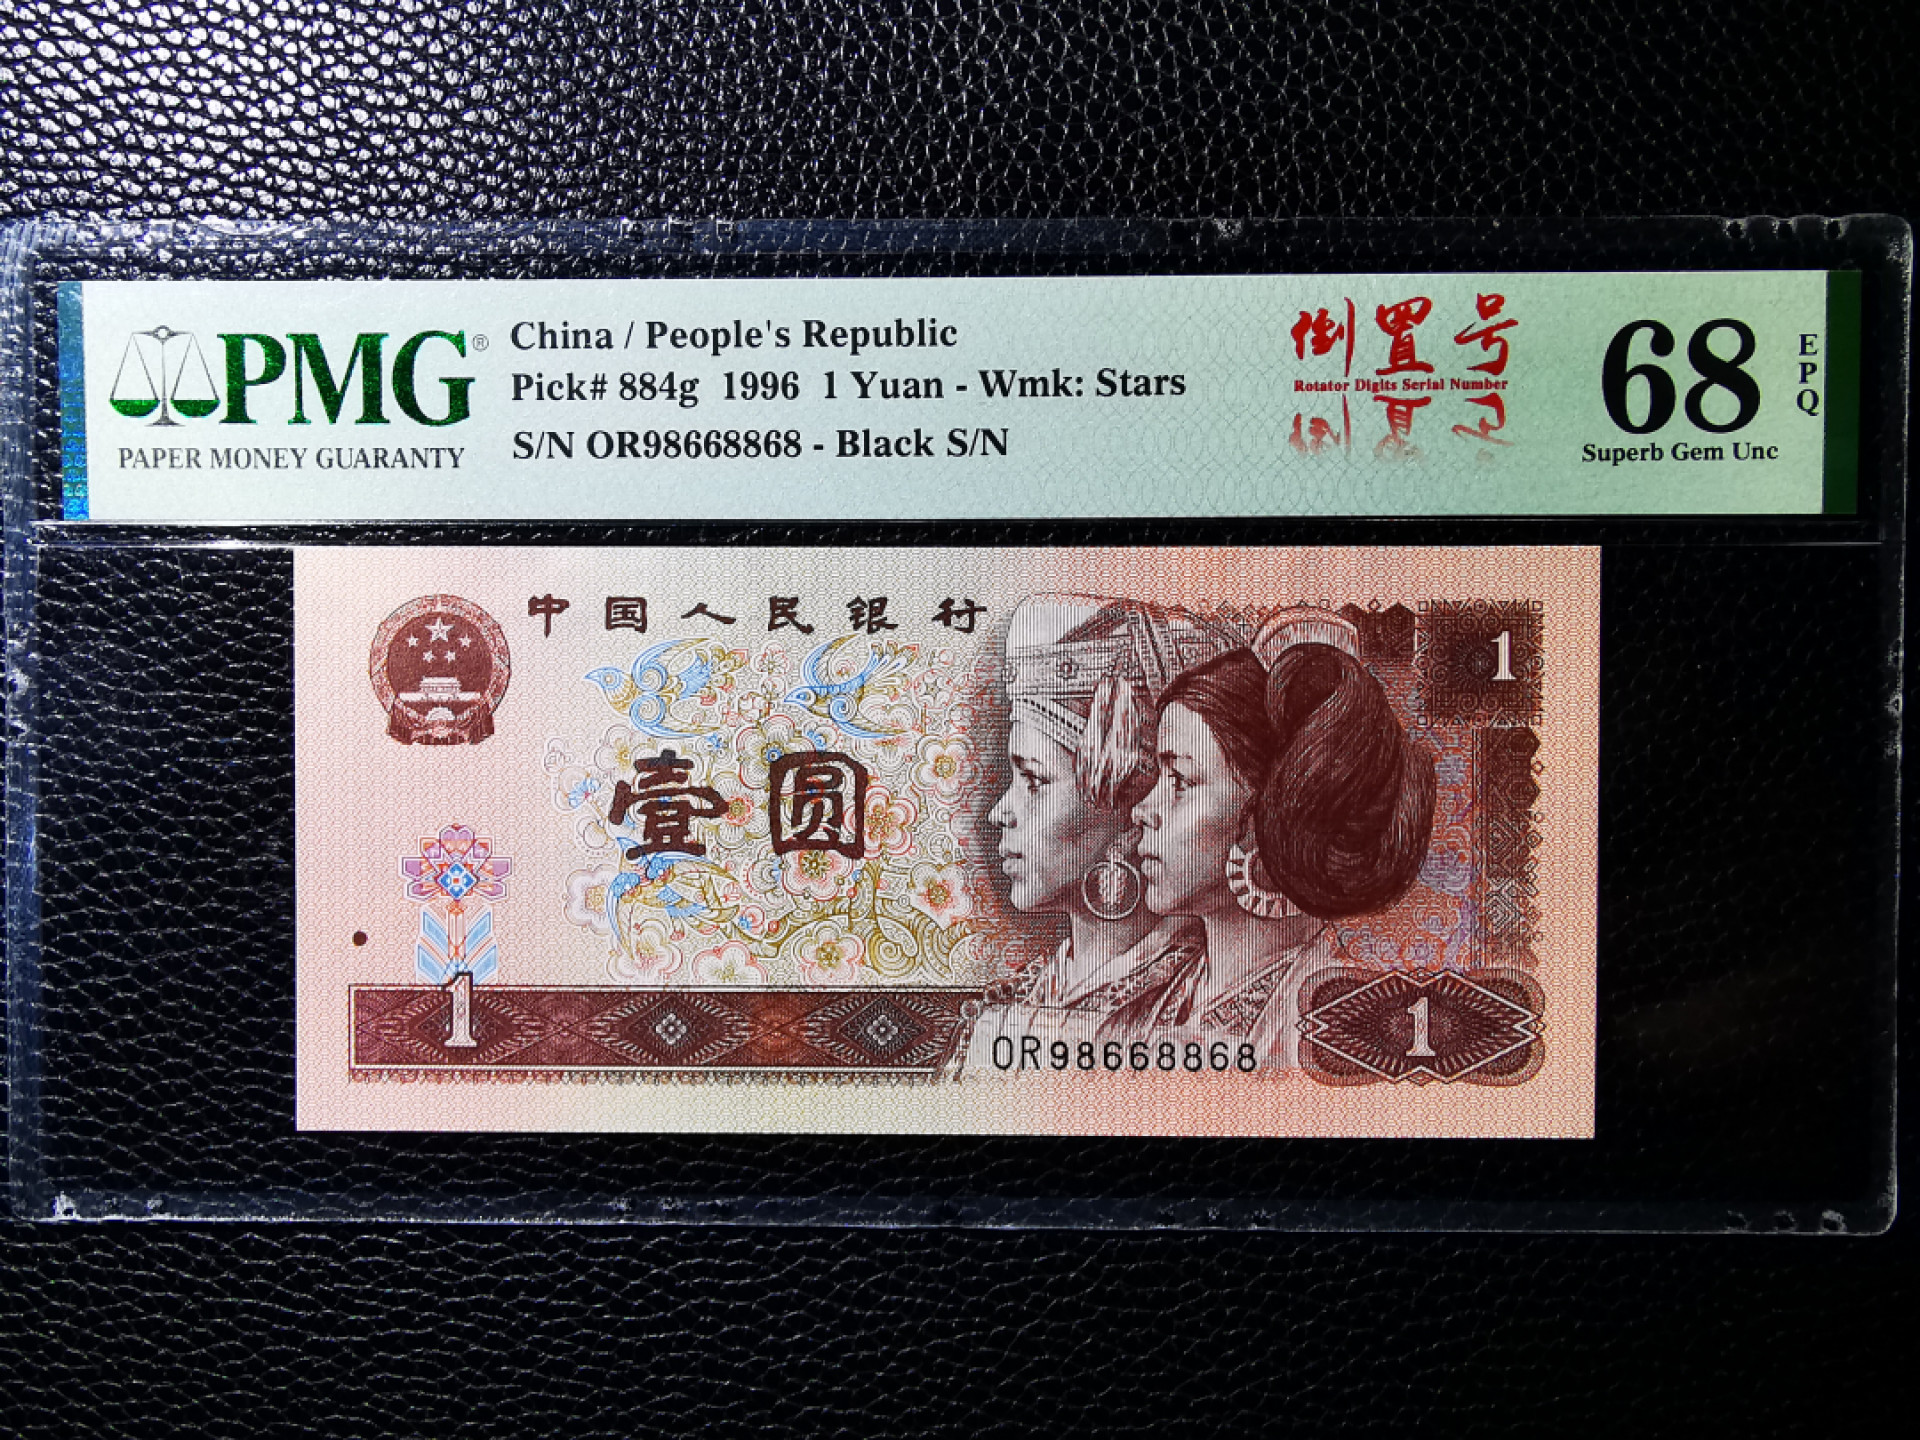 PMG®
PAPER MONEY GUARANTY
China / People's Republic
Pick# 884g 1996 1 Yuan - Wmk: Stars
S/N OR98668868 - Black S/N
倒置号
Rotator Digits Serial Number
68
EPQ
Superb Gem Unc
中国人民银行
1
壹圆
1
1
OR98668868